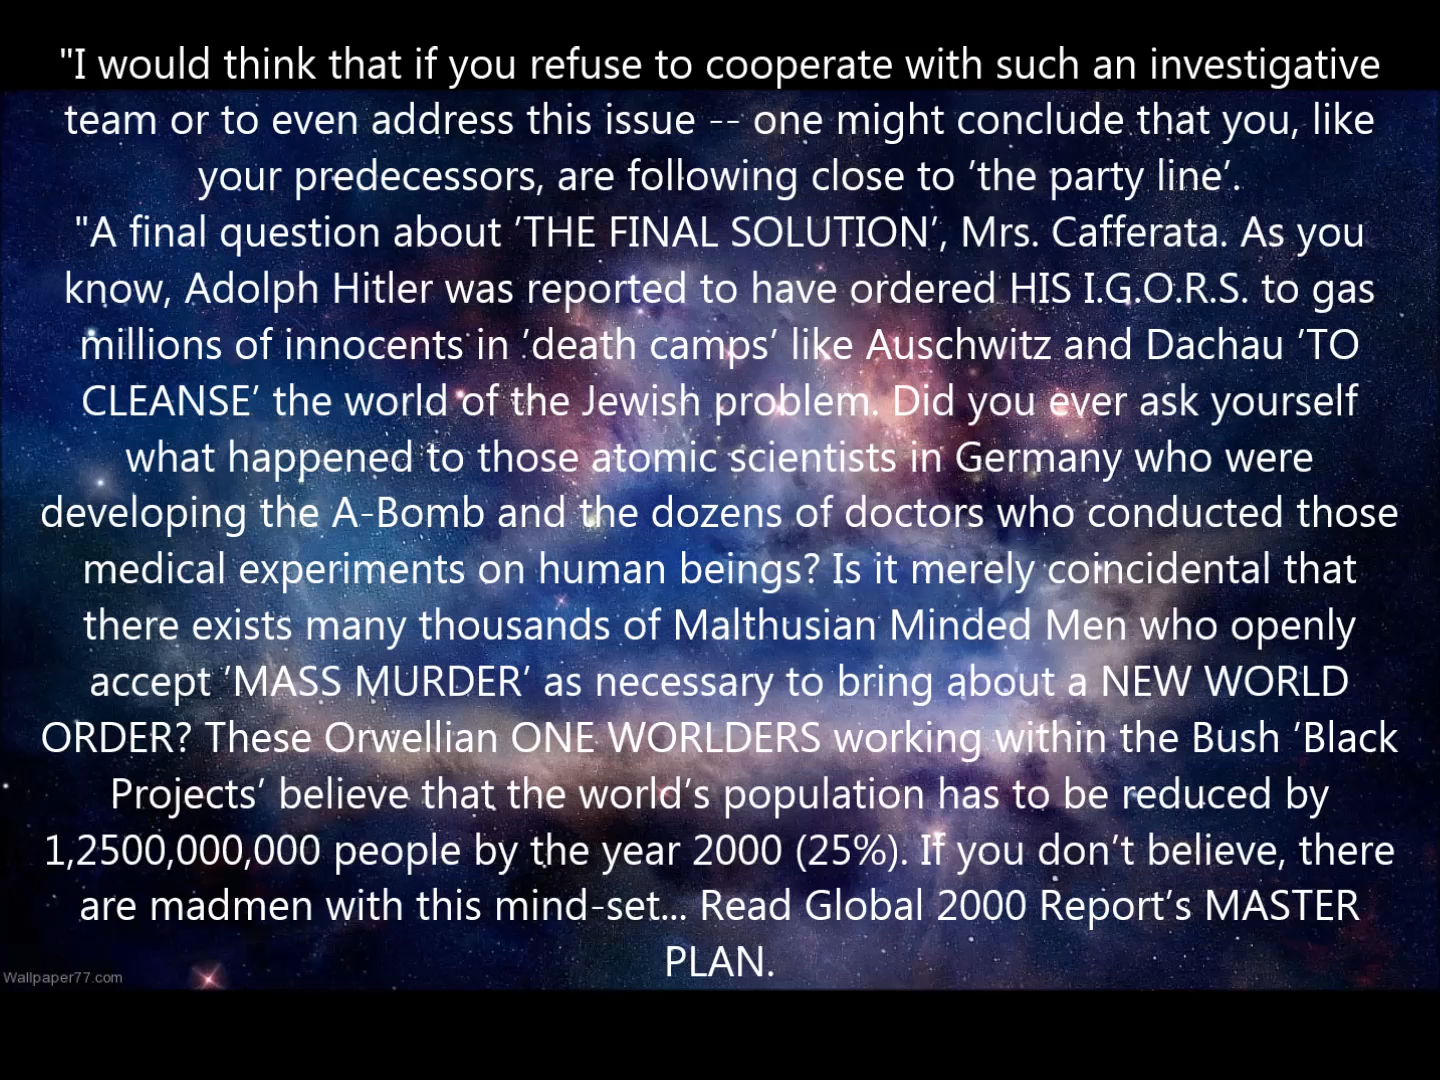 "I would think that if you refuse to cooperate with such an investigative
team or to even address this issue -- one might conclude that you, like
your predecessors, are following close to 'the party line'.
"A final question about 'THE FINAL SOLUTION', Mrs. Cafferata. As you
know, Adolph Hitler was reported to have ordered HIS I.G.O.R.S. to gas
millions of innocents in 'death camps' like Auschwitz and Dachau 'TO
CLEANSE' the world of the Jewish problem. Did you ever ask yourself
what happened to those atomic scientists in Germany who were
developing the A-Bomb and the dozens of doctors who conducted those
medical experiments on human beings? Is it merely coincidental that
there exists many thousands of Malthusian Minded Men who openly
accept 'MASS MURDER' as necessary to bring about a NEW WORLD
ORDER? These Orwellian ONE WORLDERS working within the Bush 'Black
Projects' believe that the world's population has to be reduced by
1,2500,000,000 people by the year 2000 (25%). If you don't believe, there
are madmen with this mind-set... Read Global 2000 Report's MASTER
PLAN.
Wallpaper77.com